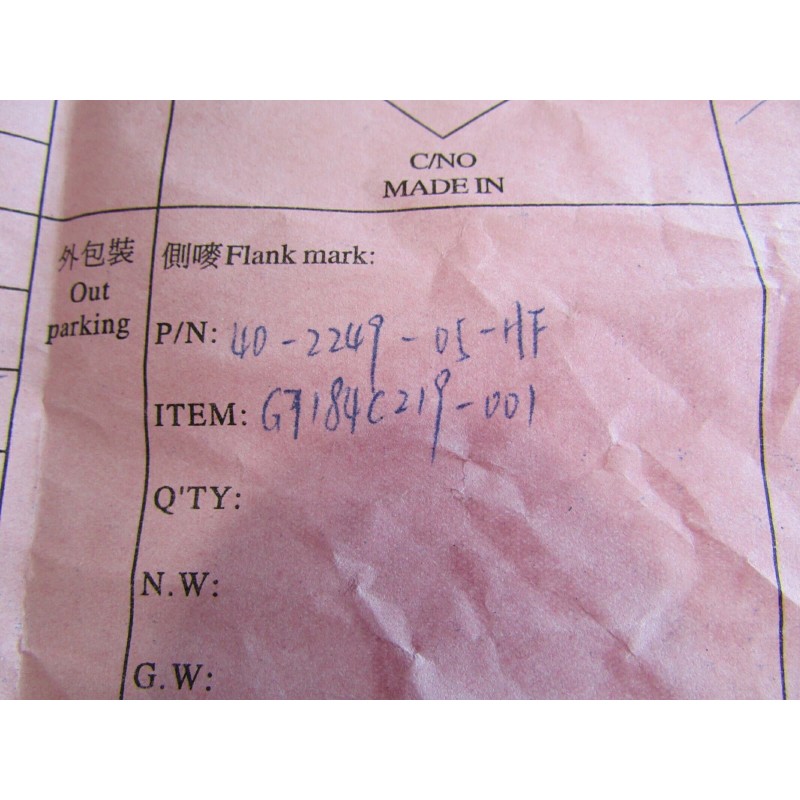 C/NO
MADE IN
外包裝
Out
parking
側嘜Flank mark:
P/N: 40-2249-05-HF
ITEM: G7184C219-001
Q'TY:
N.W:
G.W: